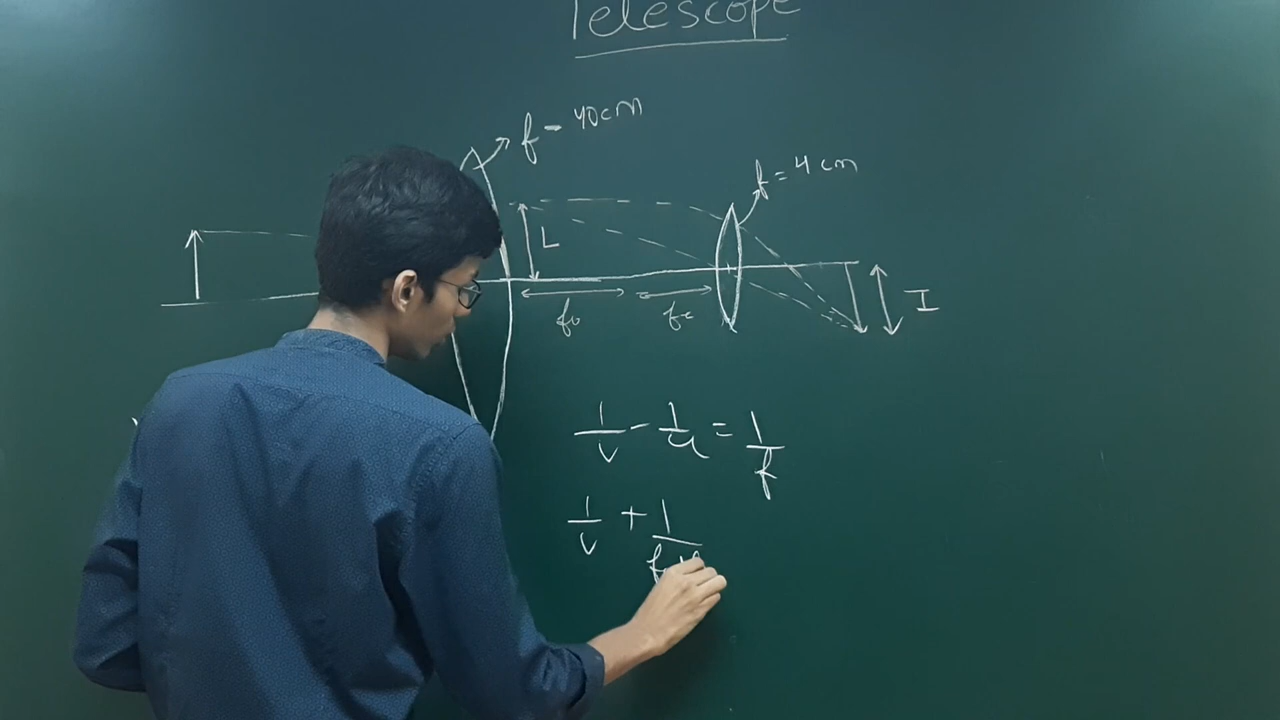 Telescope
f = 40cm
f = 4 cm
L
I
fo fe
1/v - 1/u = 1/f
1/v + 1/